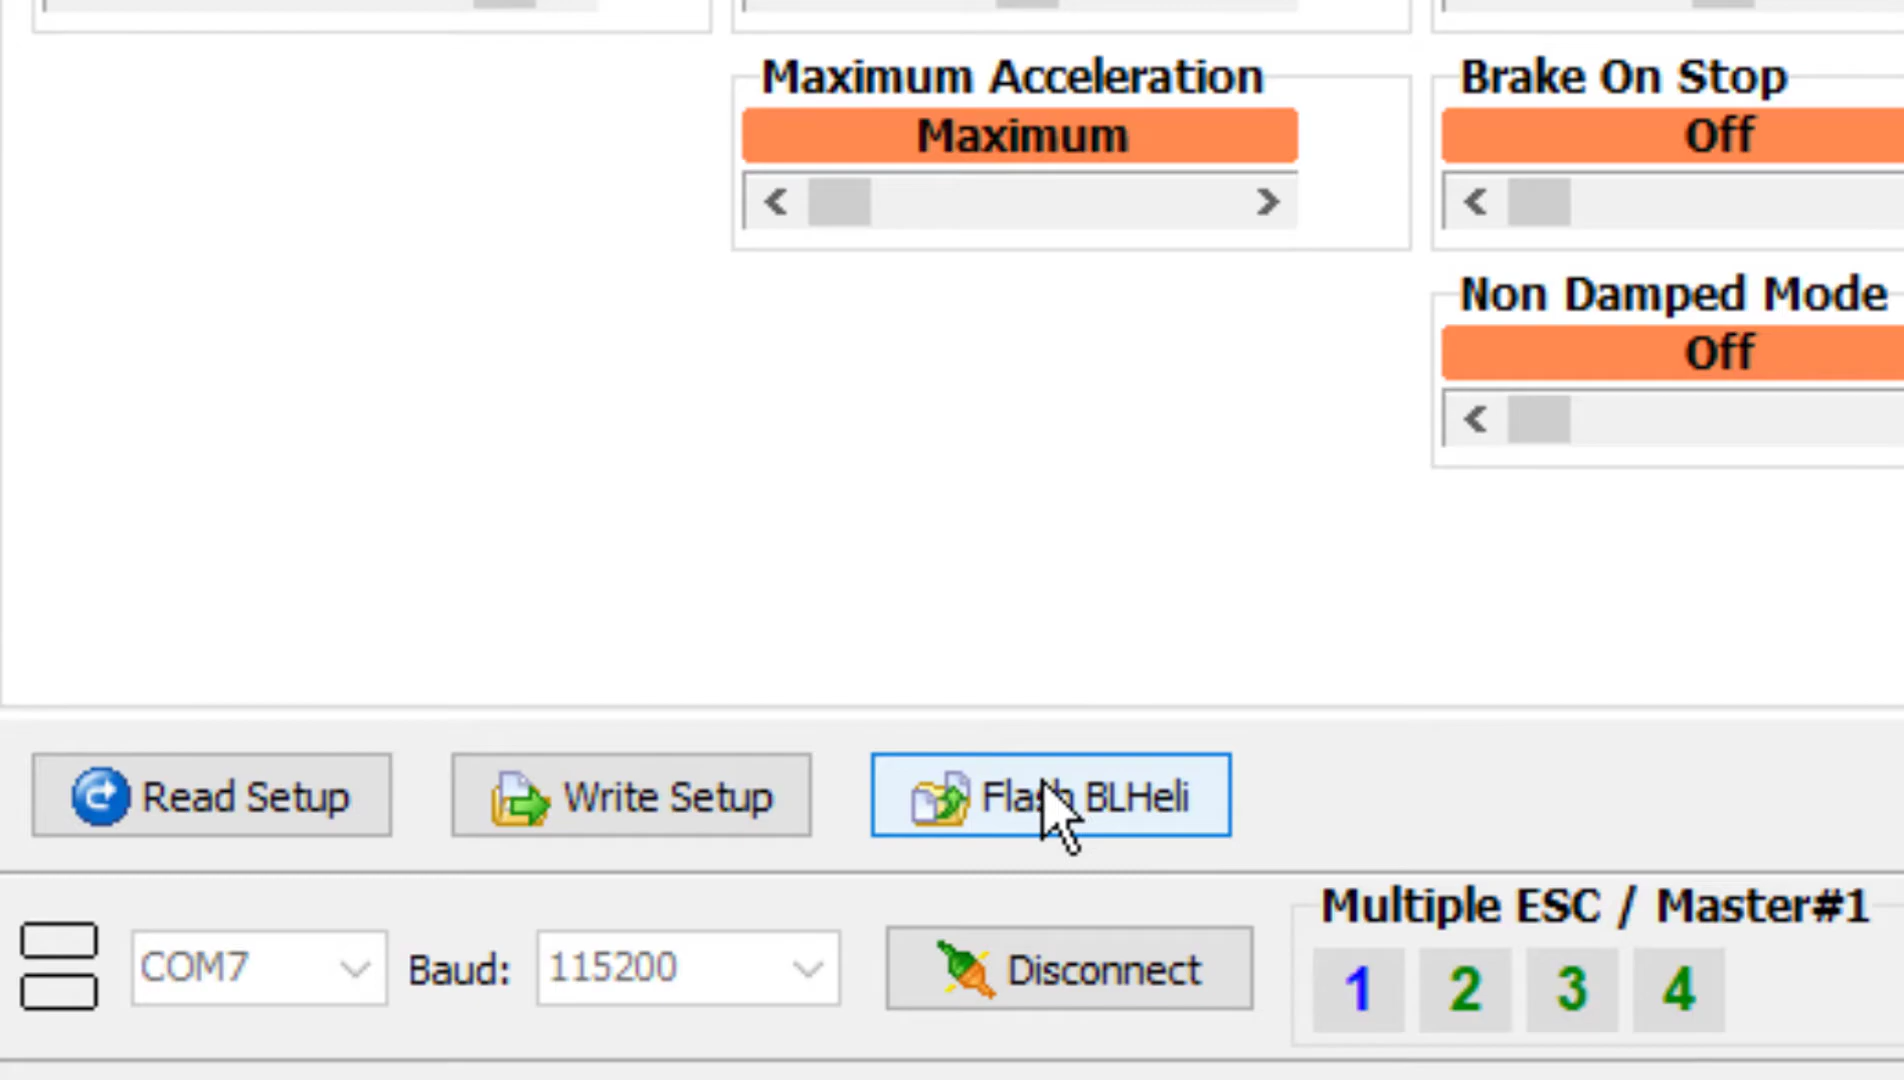 Maximum Acceleration
Maximum
Brake On Stop
Off
Non Damped Mode
Off
Read Setup
Write Setup
Flash BLHeli
COM7
Baud:
115200
Disconnect
Multiple ESC / Master#1
1 2 3 4